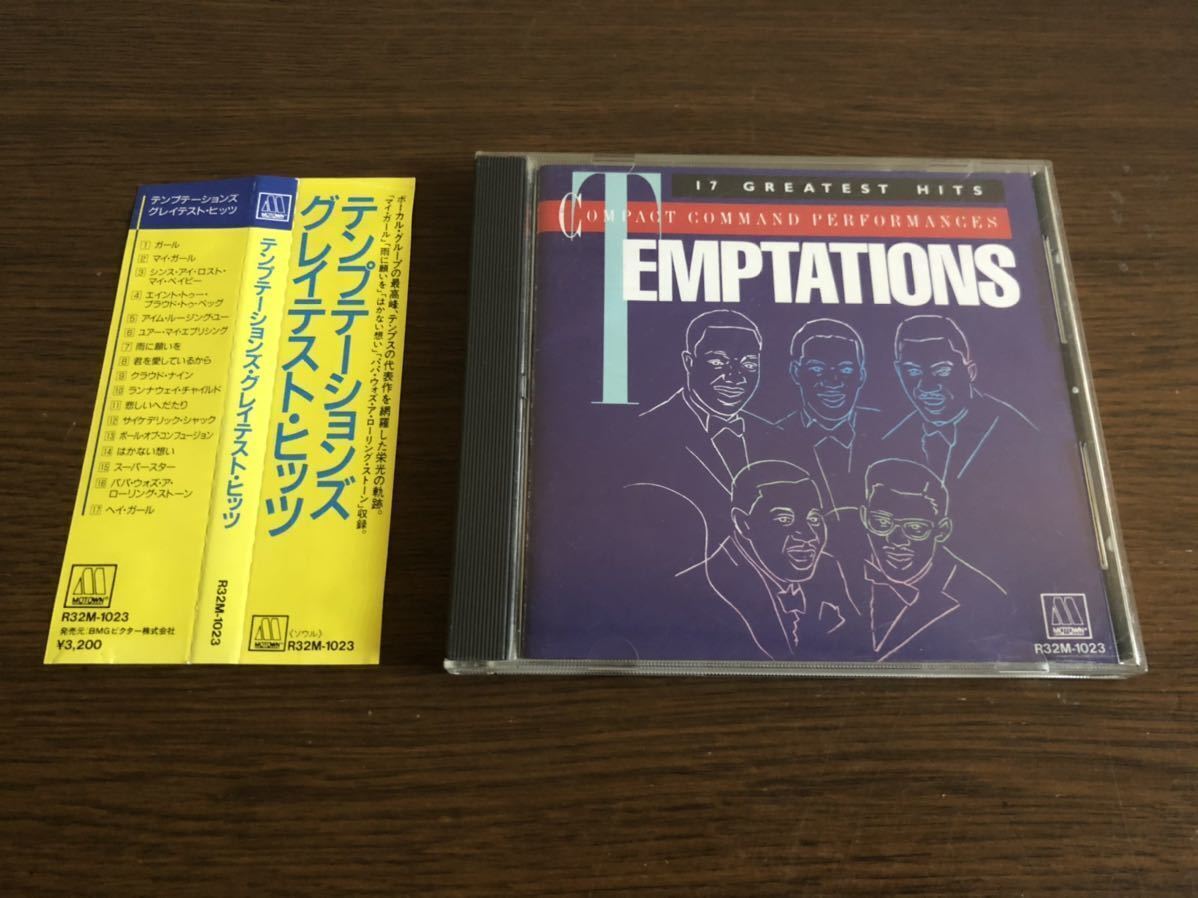 テンプテーションズ
グレイテスト・ヒッツ
1 ガール
2 マイ・ガール
3 シンス・アイ・ロスト・
マイ・ベイビー
4 エイント・トゥー・
プラウド・トゥ・ベッグ
5 アイム・ルージング・ユー
6 ユアー・マイ・エブリシング
7 雨に願いを
8 君を愛しているから
9 クラウド・ナイン
10 ランナウェイ・チャイルド
11 悲しいへだたり
12 サイケデリック・シャック
13 ボール・オブ・コンフュージョン
14 はかない想い
15 スーパースター
16 パパ・ウォズ・ア・
ローリング・ストーン
17 ヘイ・ガール
MOTOWN
R32M-1023
発売元/BMGビクター株式会社
¥3,200
MOTOWN
テンプテーションズ・グレイテスト・ヒッツ
R32M-1023
ボーカル・グループの最高峰、テンプスの代表作を網羅した栄光の軌跡。
「マイ・ガール」「雨に願いを」「はかない想い」「パパ・ウォズ・ア・ローリング・ストーン」収録。
テンプテーションズ
グレイテスト・ヒッツ
MOTOWN
〈ソウル〉
R32M-1023
17 GREATEST HITS
COMPACT COMMAND PERFORMANCES
TEMPTATIONS
MOTOWN
R32M-1023